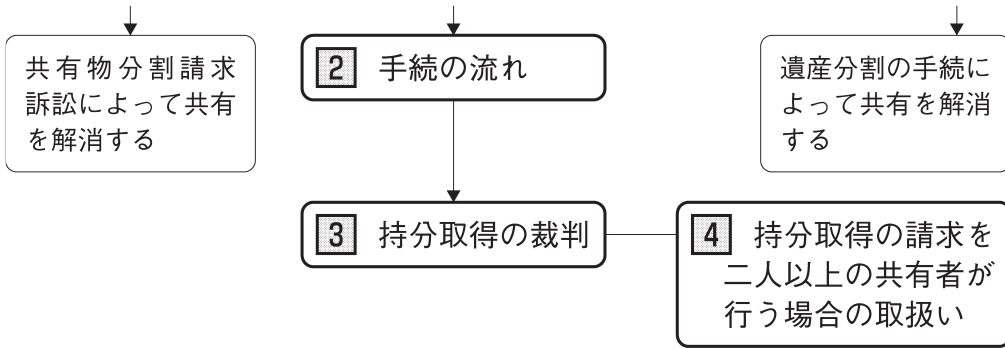 共有物分割請求
訴訟によって共有
を解消する
2 手続の流れ
遺産分割の手続に
よって共有を解消
する
3 持分取得の裁判
4 持分取得の請求を
二人以上の共有者が
行う場合の取扱い